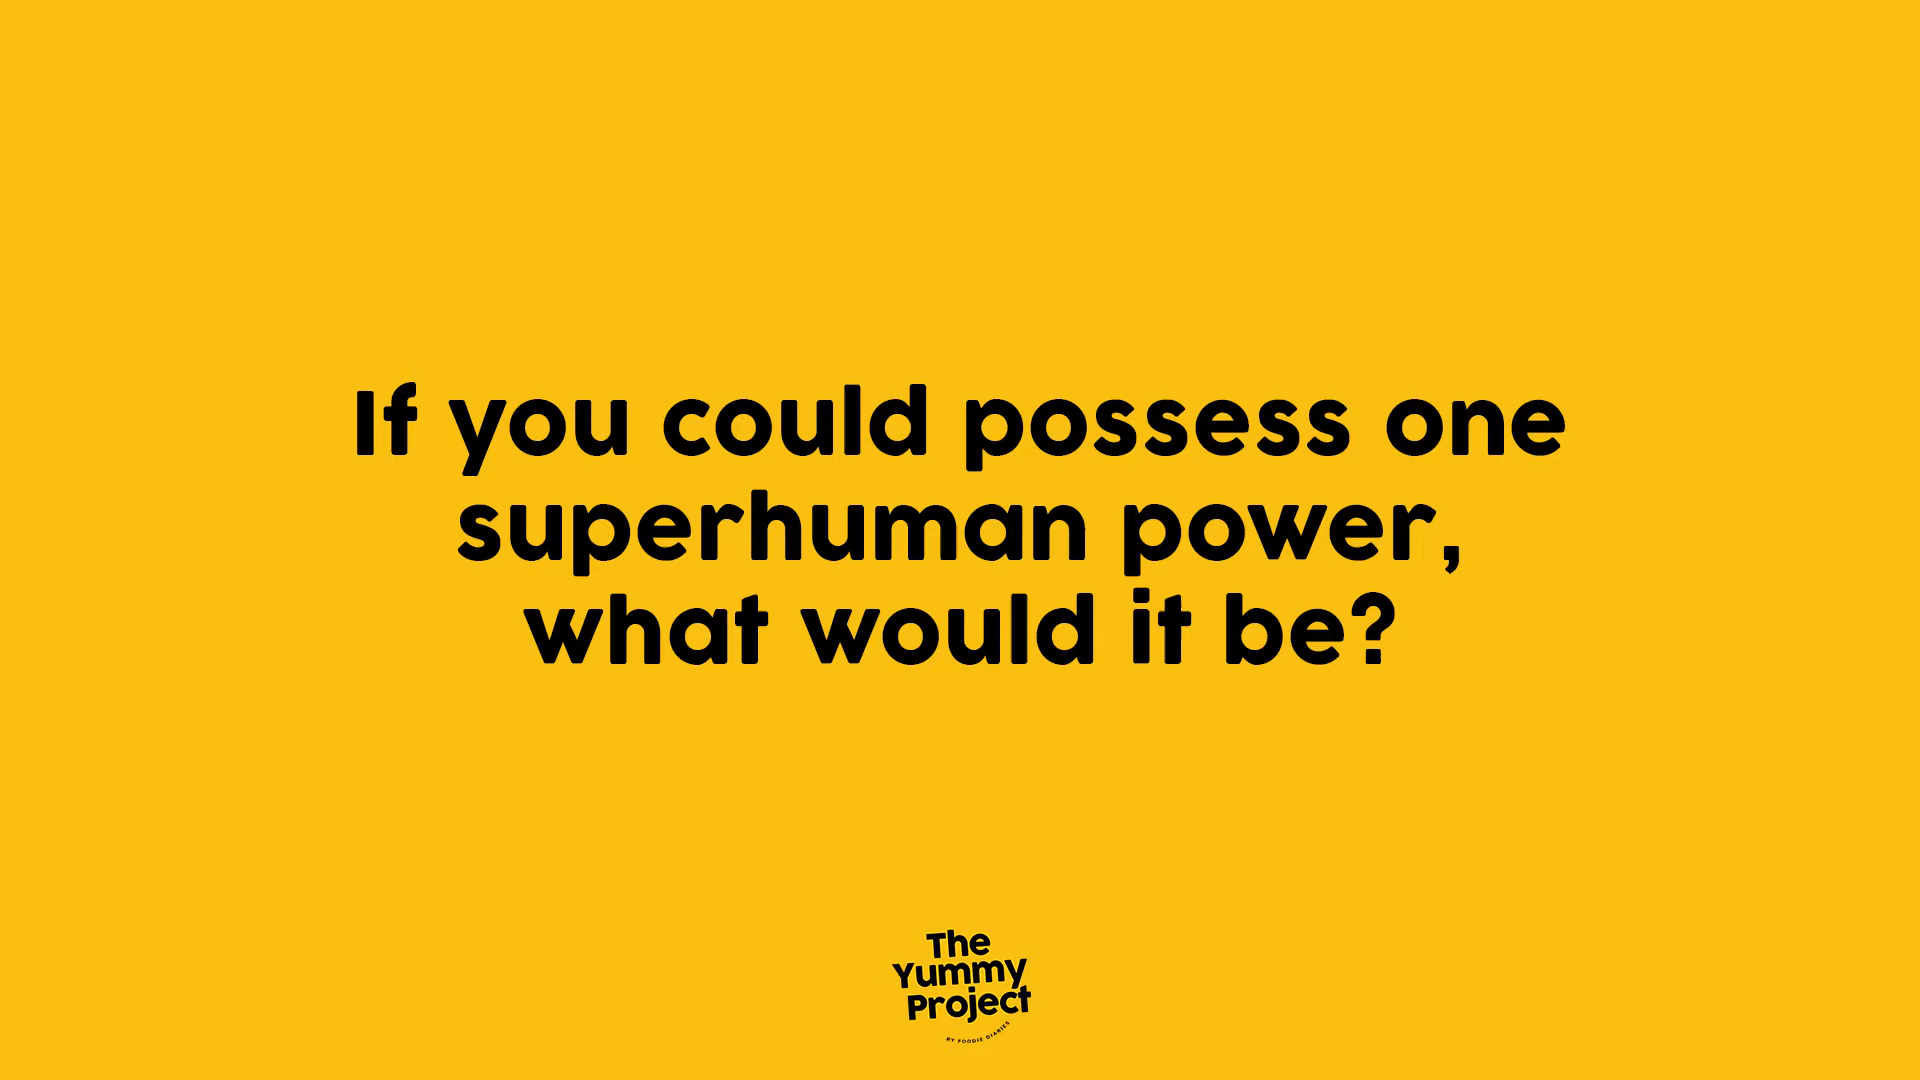 If you could possess one
superhuman power,
what would it be?
The
Yummy
Project
BY FOODIE DIARIES